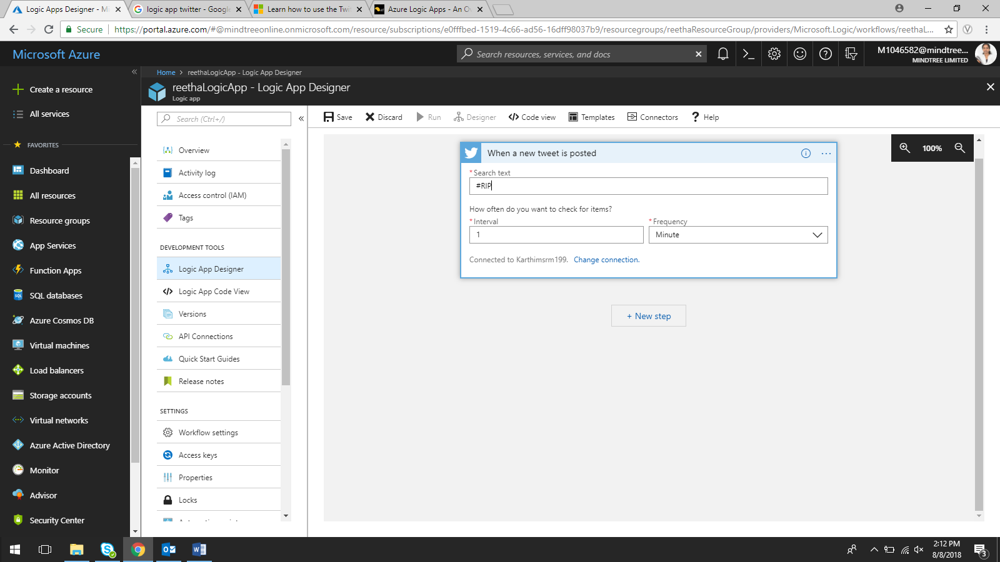 Logic Apps Designer - Mi
logic app twitter - Google
Learn how to use the Twi
Azure Logic Apps - An Ov
Secure
https://portal.azure.com/#@mindtreeonline.onmicrosoft.com/resource/subscriptions/e0fffbed-1519-4c66-ad56-16dff98037b9/resourcegroups/reethaResourceGroup/providers/Microsoft.Logic/workflows/reethaL...
Microsoft Azure
Search resources, services, and docs
M1046582@mindtree...
MINDTREE LIMITED
Home > reethaLogicApp - Logic App Designer
reethaLogicApp - Logic App Designer
Logic app
Create a resource
All services
FAVORITES
Dashboard
All resources
Resource groups
App Services
Function Apps
SQL databases
Azure Cosmos DB
Virtual machines
Load balancers
Storage accounts
Virtual networks
Azure Active Directory
Monitor
Advisor
Security Center
Search (Ctrl+/)
Overview
Activity log
Access control (IAM)
Tags
DEVELOPMENT TOOLS
Logic App Designer
Logic App Code View
Versions
API Connections
Quick Start Guides
Release notes
SETTINGS
Workflow settings
Access keys
Properties
Locks
Save
Discard
Run
Designer
Code view
Templates
Connectors
Help
100%
When a new tweet is posted
* Search text
#RIP
How often do you want to check for items?
* Interval
* Frequency
1
Minute
Connected to Karthimsrm199. Change connection.
+ New step
2:12 PM
8/8/2018
3